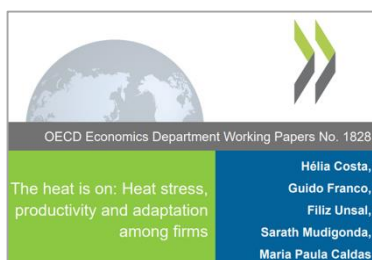 OECD Economics Department Working Papers No. 1828
The heat is on: Heat stress,
productivity and adaptation
among firms
Hélia Costa,
Guido Franco,
Filiz Unsal,
Sarath Mudigonda,
Maria Paula Caldas